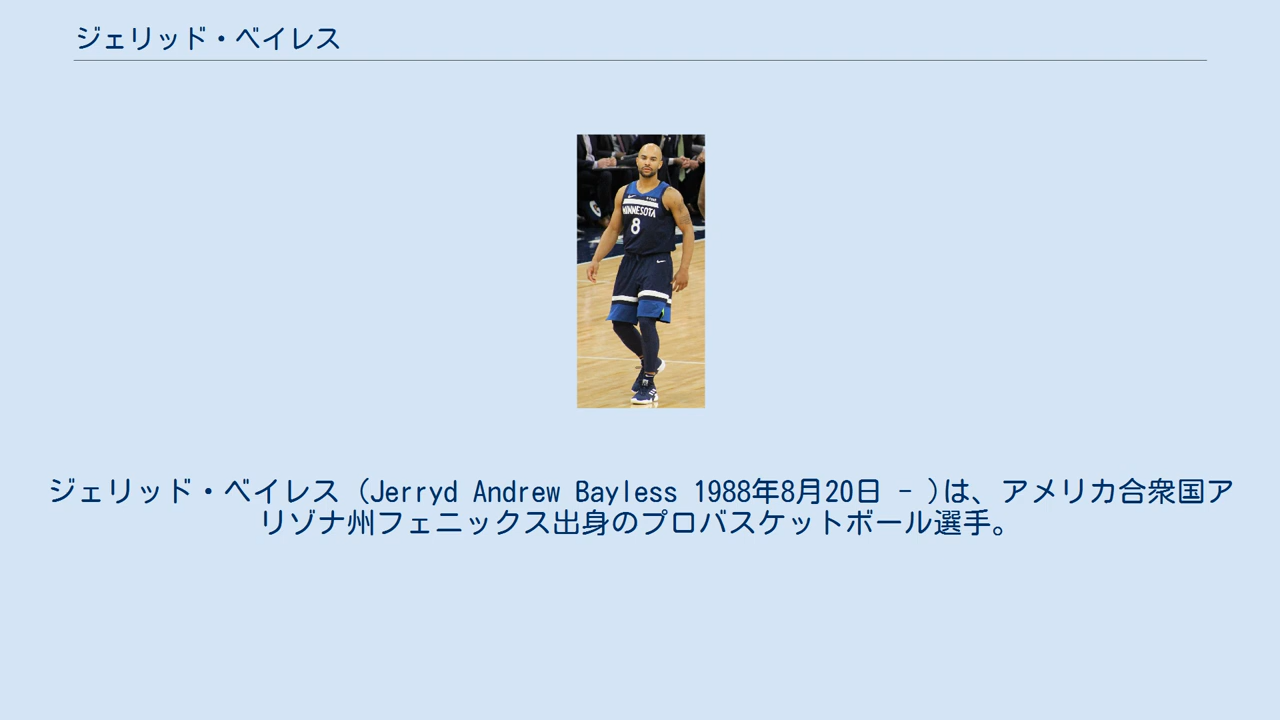 ジェリッド・ベイレス
MINNESOTA
8
ジェリッド・ベイレス (Jerryd Andrew Bayless 1988年8月20日 - )は、アメリカ合衆国ア
リゾナ州フェニックス出身のプロバスケットボール選手。